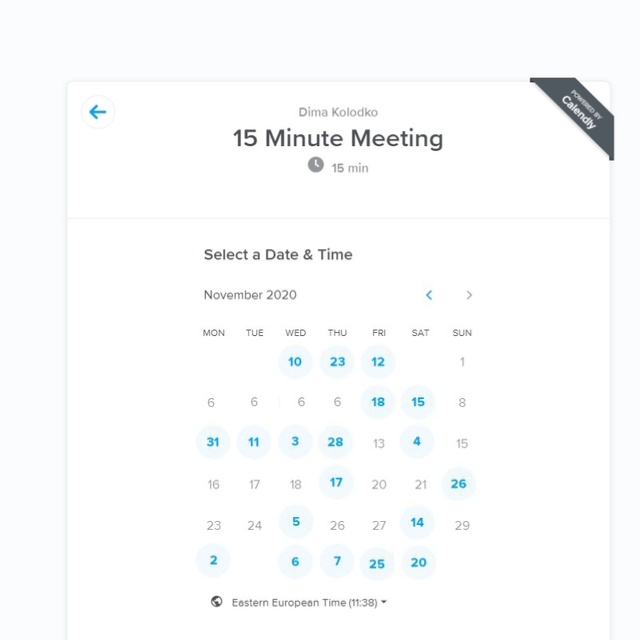 POWERED BY
Calendly
Dima Kolodko
15 Minute Meeting
15 min
Select a Date & Time
November 2020
MON TUE WED THU FRI SAT SUN
10 23 12 1
6 6 6 6 18 15 8
31 11 3 28 13 4 15
16 17 18 17 20 21 26
23 24 5 26 27 14 29
2 6 7 25 20
Eastern European Time (11:38)